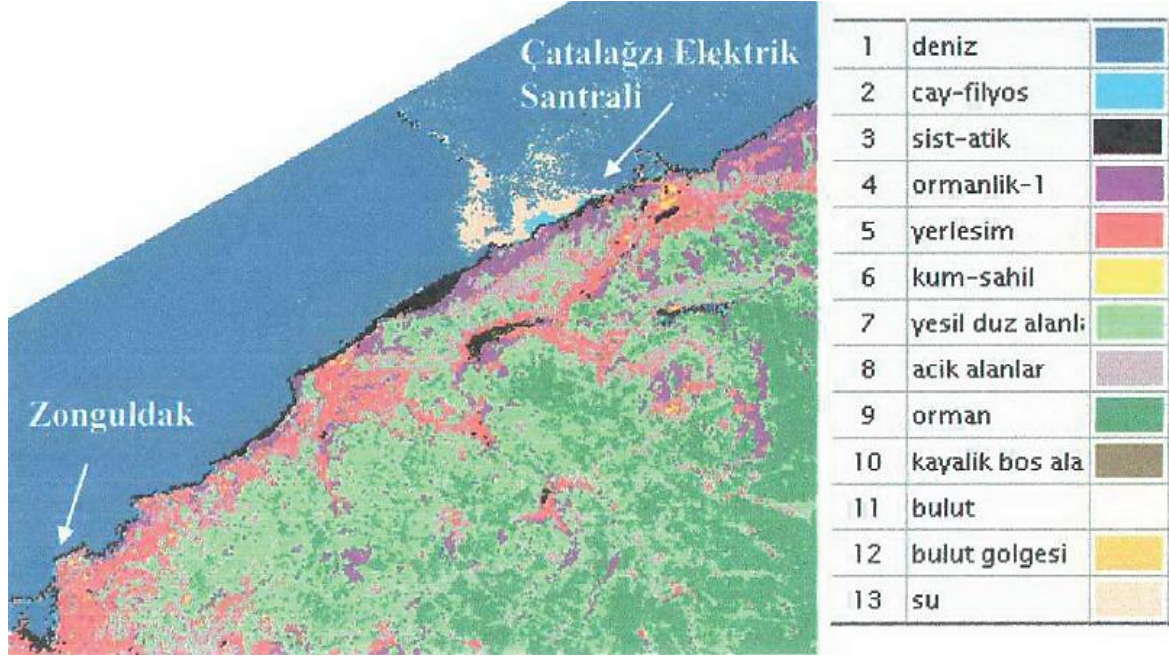 Çatalağzı Elektrik
Santrali
Zonguldak
1 deniz
2 cay-filyos
3 sist-atik
4 ormanlik-1
5 yerlesim
6 kum-sahil
7 yesil duz alanl
8 acik alanlar
9 orman
10 kayalik bos ala
11 bulut
12 bulut golgesi
13 su